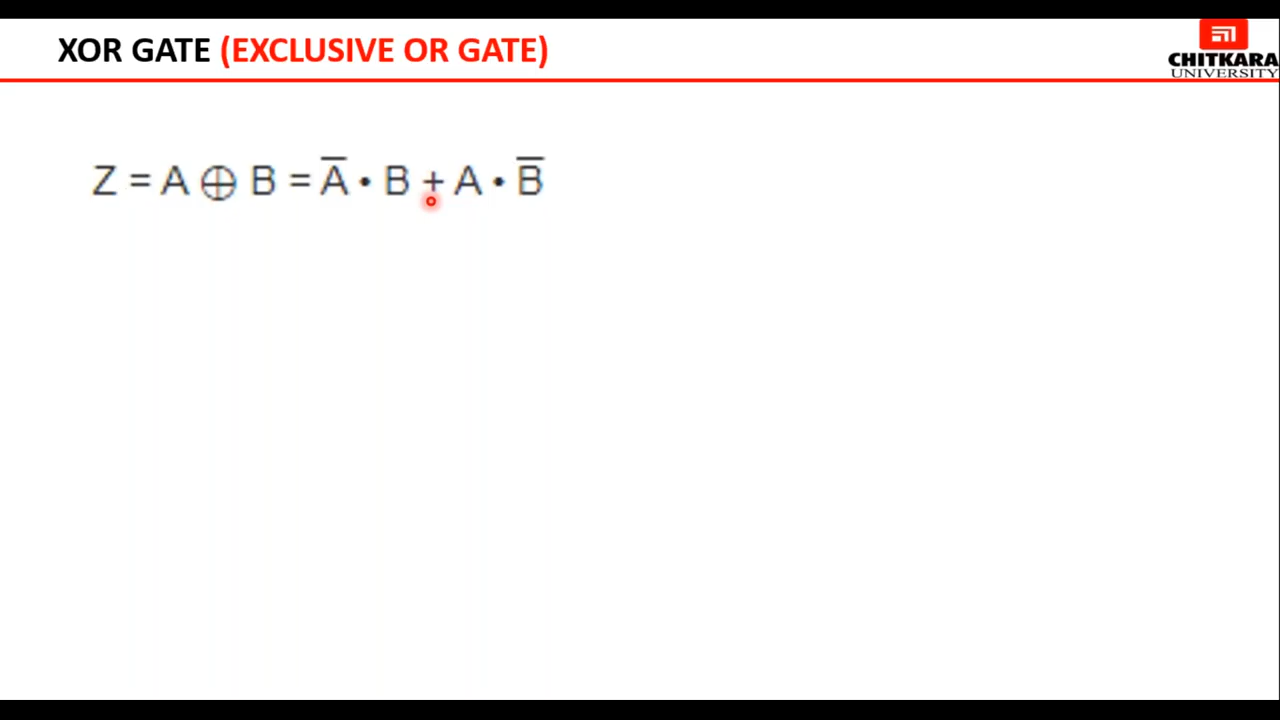 XOR GATE (EXCLUSIVE OR GATE)
CHITKARA
UNIVERSITY
Z = A ⊕ B = A̅ • B + A • B̅